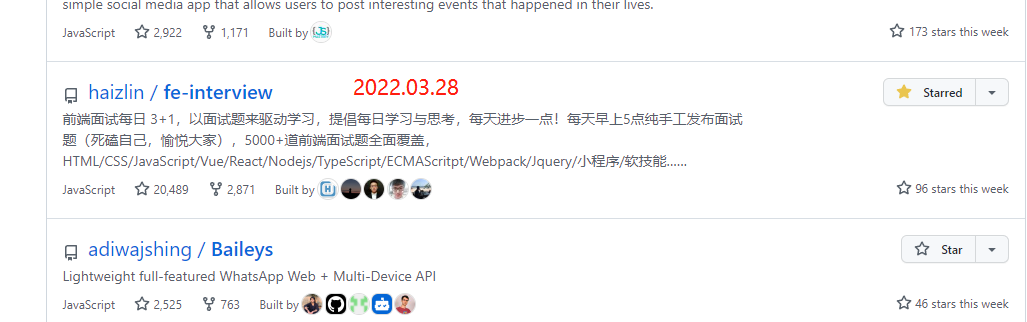 simple social media app that allows users to post interesting events that happened in their lives.
JavaScript 2,922 1,171 Built by 173 stars this week
haizlin / fe-interview 2022.03.28 Starred
前端面试每日 3+1，以面试题来驱动学习，提倡每日学习与思考，每天进步一点！每天早上5点纯手工发布面试
题（死磕自己，愉悦大家），5000+道前端面试题全面覆盖，
HTML/CSS/JavaScript/Vue/React/Nodejs/TypeScript/ECMAScritpt/Webpack/Jquery/小程序/软技能......
JavaScript 20,489 2,871 Built by 96 stars this week
adiwajshing / Baileys Star
Lightweight full-featured WhatsApp Web + Multi-Device API
JavaScript 2,525 763 Built by 46 stars this week